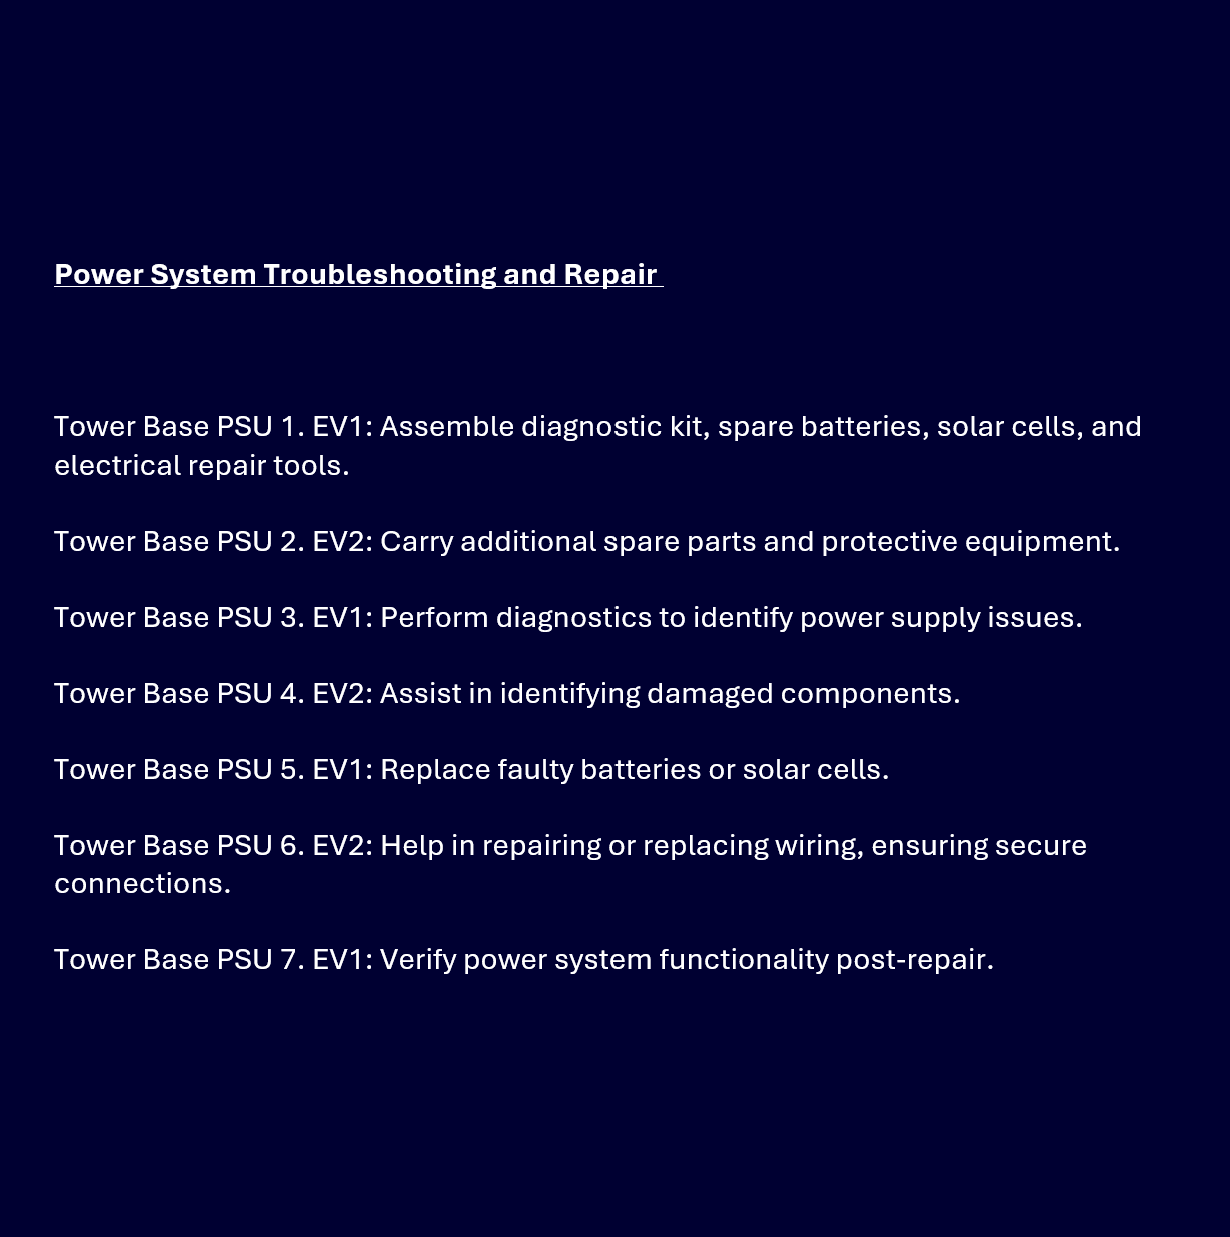 Power System Troubleshooting and Repair
Tower Base PSU 1. EV1: Assemble diagnostic kit, spare batteries, solar cells, and
electrical repair tools.
Tower Base PSU 2. EV2: Carry additional spare parts and protective equipment.
Tower Base PSU 3. EV1: Perform diagnostics to identify power supply issues.
Tower Base PSU 4. EV2: Assist in identifying damaged components.
Tower Base PSU 5. EV1: Replace faulty batteries or solar cells.
Tower Base PSU 6. EV2: Help in repairing or replacing wiring, ensuring secure
connections.
Tower Base PSU 7. EV1: Verify power system functionality post-repair.